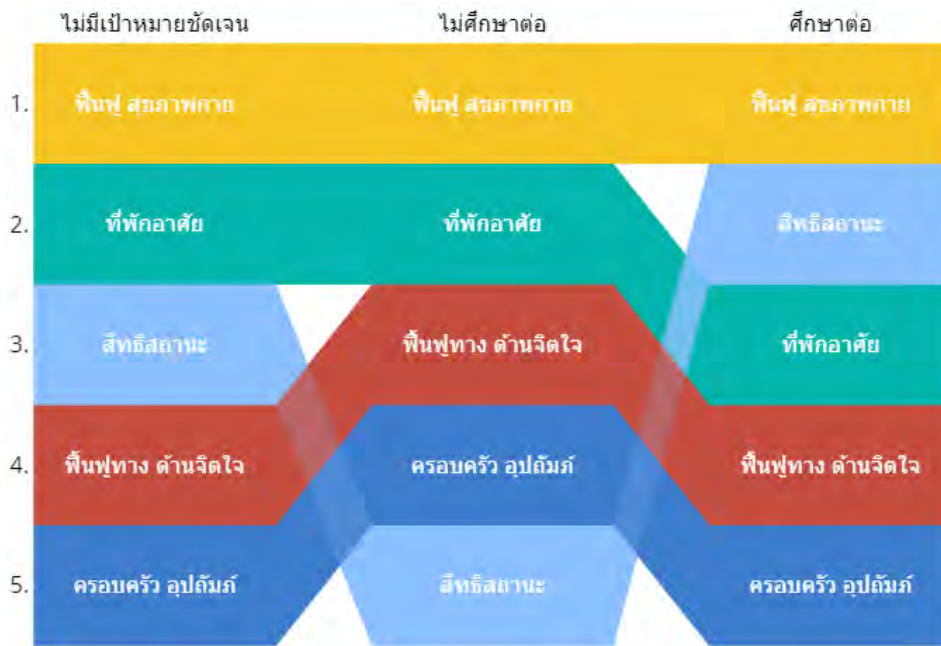 ไม่มีเป้าหมายชัดเจน ไม่ศึกษาต่อ ศึกษาต่อ
1. ฟื้นฟู สุขภาพกาย ฟื้นฟู สุขภาพกาย ฟื้นฟู สุขภาพกาย
2. ที่พักอาศัย ที่พักอาศัย สิทธิสถานะ
3. สิทธิสถานะ ฟื้นฟูทาง ด้านจิตใจ ที่พักอาศัย
4. ฟื้นฟูทาง ด้านจิตใจ ครอบครัว อุปถัมภ์ ฟื้นฟูทาง ด้านจิตใจ
5. ครอบครัว อุปถัมภ์ สิทธิสถานะ ครอบครัว อุปถัมภ์